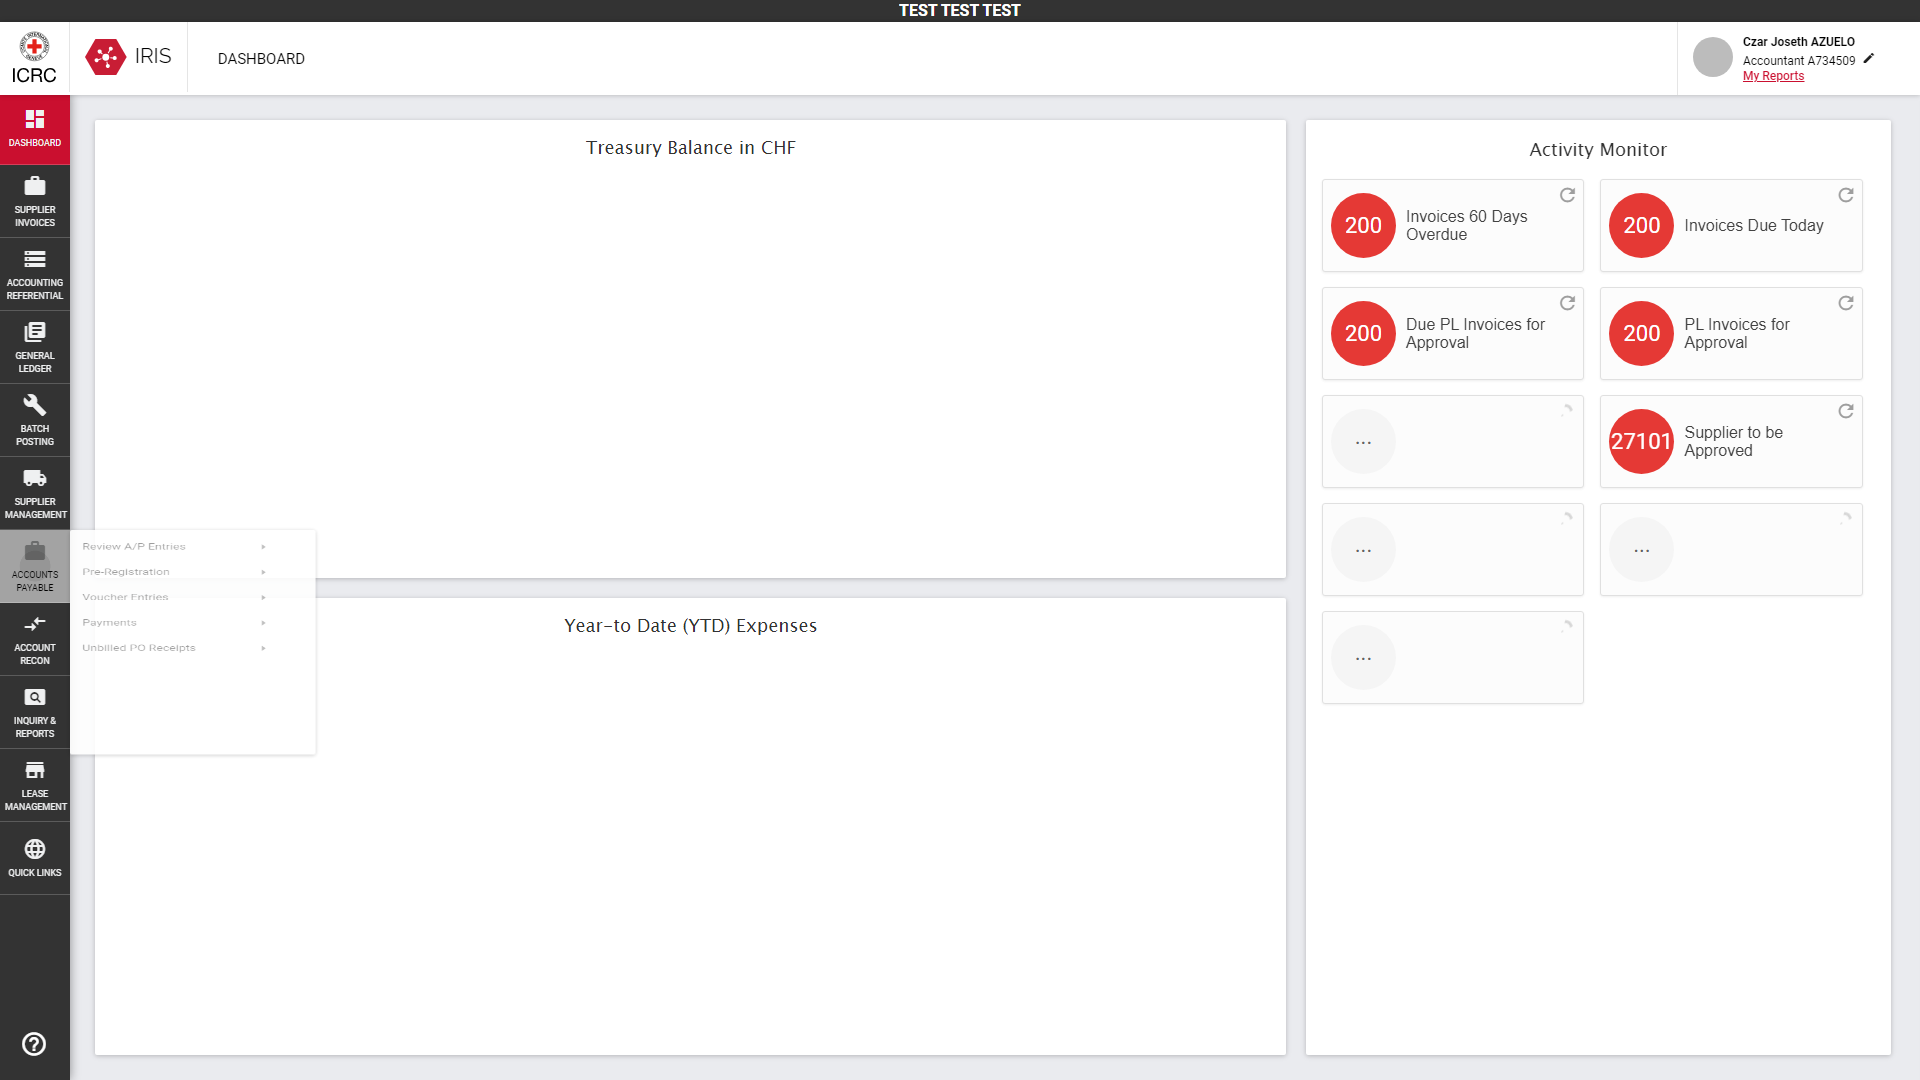 TEST TEST TEST
ICRC
IRIS
DASHBOARD
Czar Joseth AZUELO
Accountant A734509
My Reports
DASHBOARD
SUPPLIER
INVOICES
ACCOUNTING
REFERENTIAL
GENERAL
LEDGER
BATCH
POSTING
SUPPLIER
MANAGEMENT
ACCOUNTS
PAYABLE
ACCOUNT
RECON
INQUIRY &
REPORTS
LEASE
MANAGEMENT
QUICK LINKS
Review A/P Entries
Pre-Registration
Voucher Entries
Payments
Unbilled PO Receipts
Treasury Balance in CHF
Year-to Date (YTD) Expenses
Activity Monitor
200
Invoices 60 Days
Overdue
200
Invoices Due Today
200
Due PL Invoices for
Approval
200
PL Invoices for
Approval
...
27101
Supplier to be
Approved
...
...
...